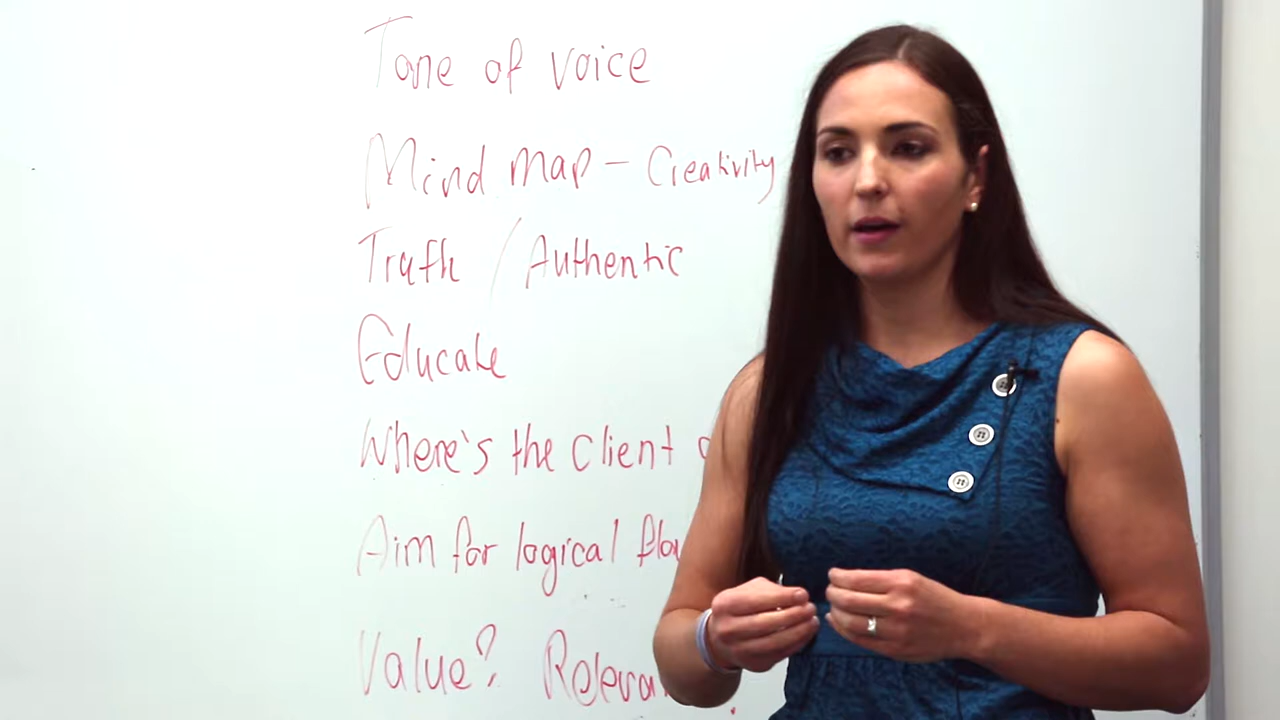 Tone of voice
Mind map - Creativity
Truth / Authentic
Educate
Where's the client
Aim for logical
Value?